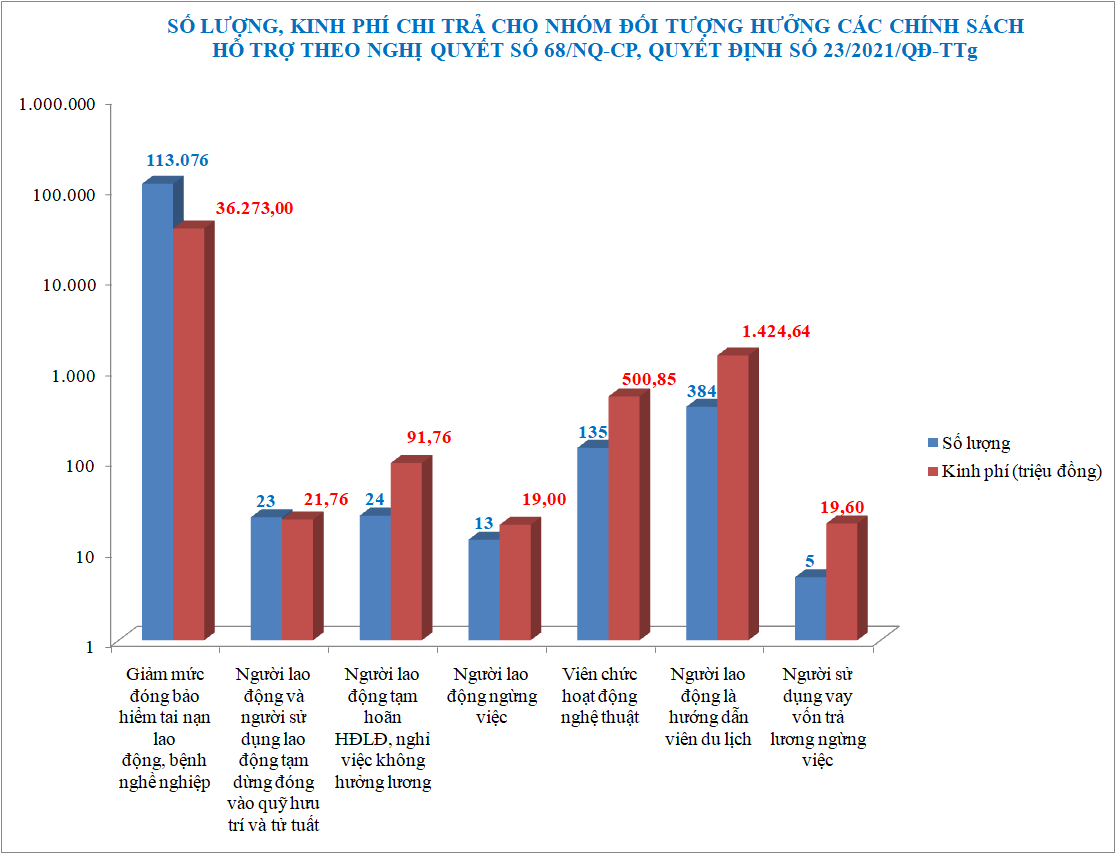 SỐ LƯỢNG, KINH PHÍ CHI TRẢ CHO NHÓM ĐỐI TƯỢNG HƯỞNG CÁC CHÍNH SÁCH
HỖ TRỢ THEO NGHỊ QUYẾT SỐ 68/NQ-CP, QUYẾT ĐỊNH SỐ 23/2021/QĐ-TTg
1.000.000
100.000
10.000
1.000
100
10
1
113.076
36.273,00
23
21,76
24
91,76
13
19,00
135
500,85
384
1.424,64
5
19,60
Số lượng
Kinh phí (triệu đồng)
Giảm mức
đóng bảo
hiểm tai nạn
lao
động, bệnh
nghề nghiệp
Người lao
động và
người sử
dụng lao
động tạm
dừng đóng
vào quỹ hưu
trí và tử tuất
Người lao
động tạm
hoãn
HĐLĐ, nghỉ
việc không
hưởng lương
Người lao
động ngừng
việc
Viên chức
hoạt động
nghệ thuật
Người lao
động là
hướng dẫn
viên du lịch
Người sử
dụng vay
vốn trả
lương ngừng
việc